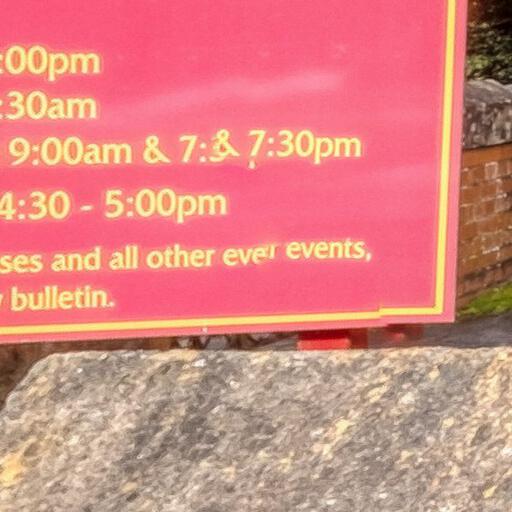 :00pm
:30am
9:00am & 7:3& 7:30pm
4:30 - 5:00pm
ses and all other ever events,
bulletin.